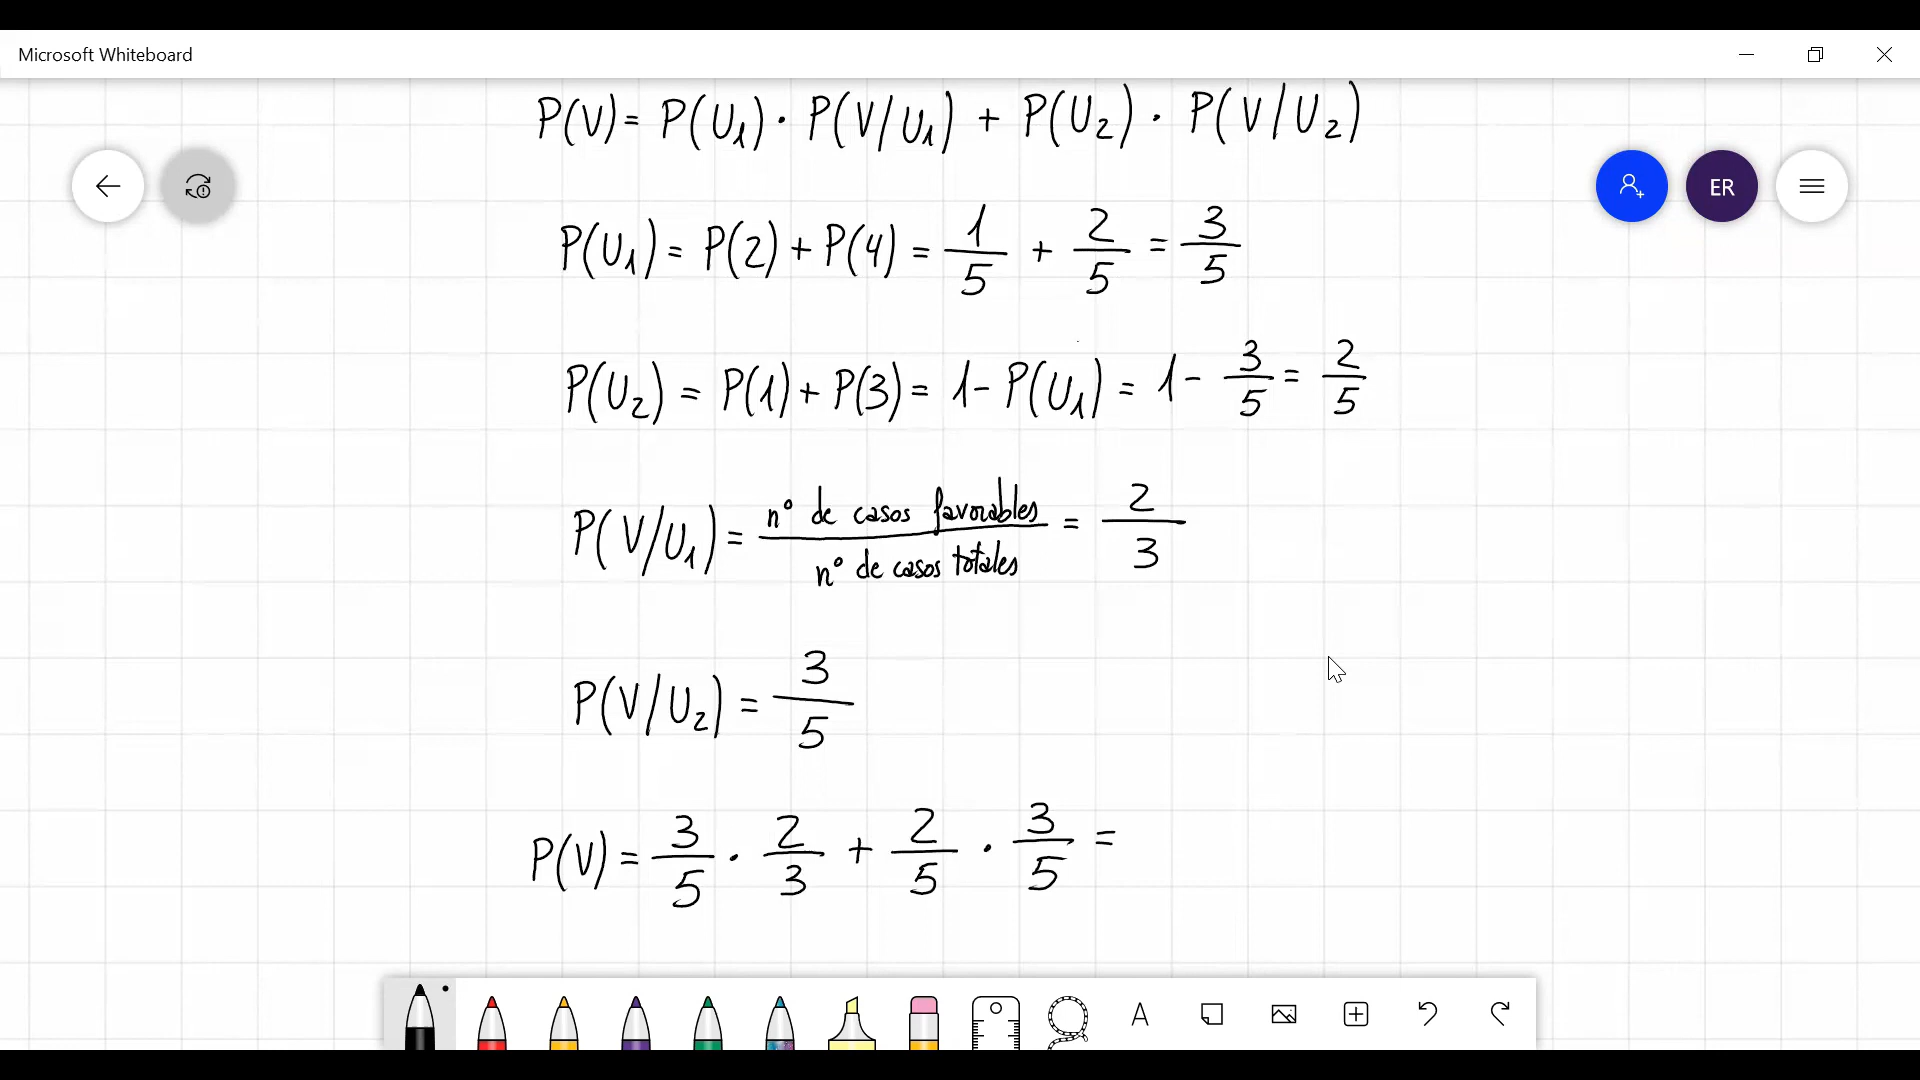 Microsoft Whiteboard
P(V) = P(U₁) · P(V/U₁) + P(U₂) · P(V/U₂)
ER
P(U₁) = P(2) + P(4) = 1/5 + 2/5 = 3/5
P(U₂) = P(1) + P(3) = 1 - P(U₁) = 1 - 3/5 = 2/5
P(V/U₁) = nº de casos favorables / nº de casos totales = 2/3
P(V/U₂) = 3/5
P(V) = 3/5 · 2/3 + 2/5 · 3/5 =
A